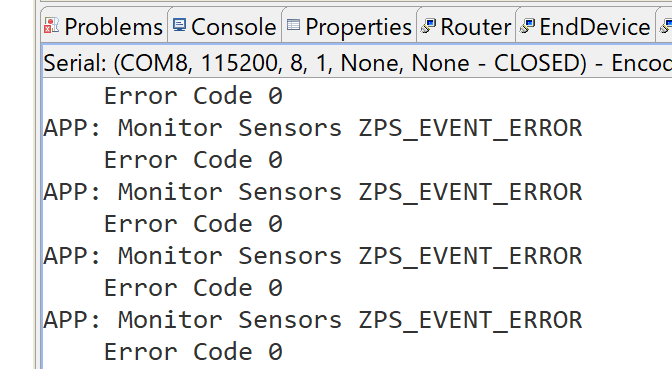 Problems Console Properties Router EndDevice
Serial: (COM8, 115200, 8, 1, None, None - CLOSED) - Encod
Error Code 0
APP: Monitor Sensors ZPS_EVENT_ERROR
Error Code 0
APP: Monitor Sensors ZPS_EVENT_ERROR
Error Code 0
APP: Monitor Sensors ZPS_EVENT_ERROR
Error Code 0
APP: Monitor Sensors ZPS_EVENT_ERROR
Error Code 0